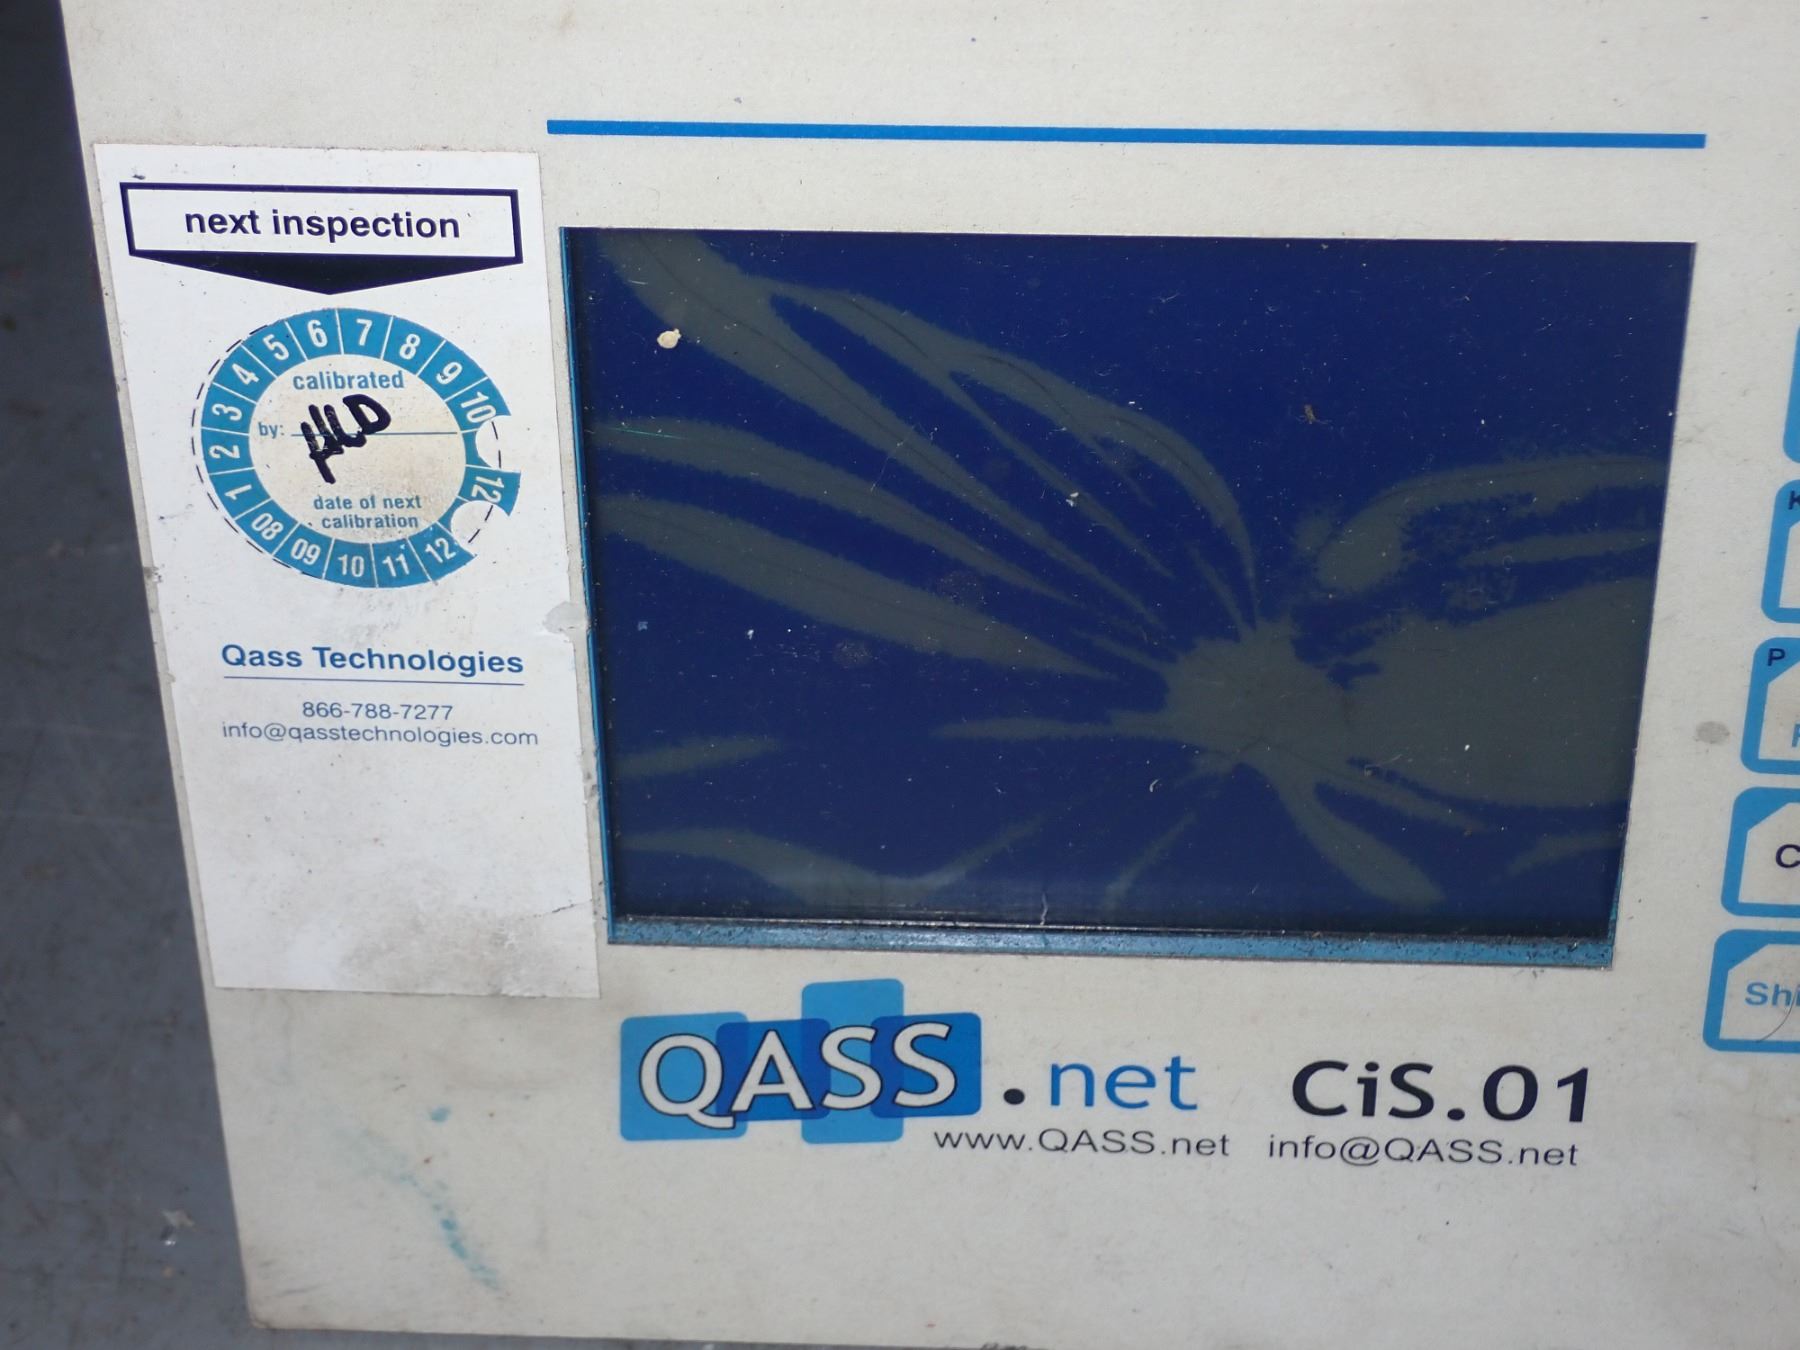 next inspection
1 2 3 4 5 6 7 8 9 10 12
calibrated
by:
date of next
calibration
08 09 10 11 12
Qass Technologies
866-788-7277
info@qasstechnologies.com
QASS.net CiS.01
www.QASS.net info@QASS.net
K
P
C